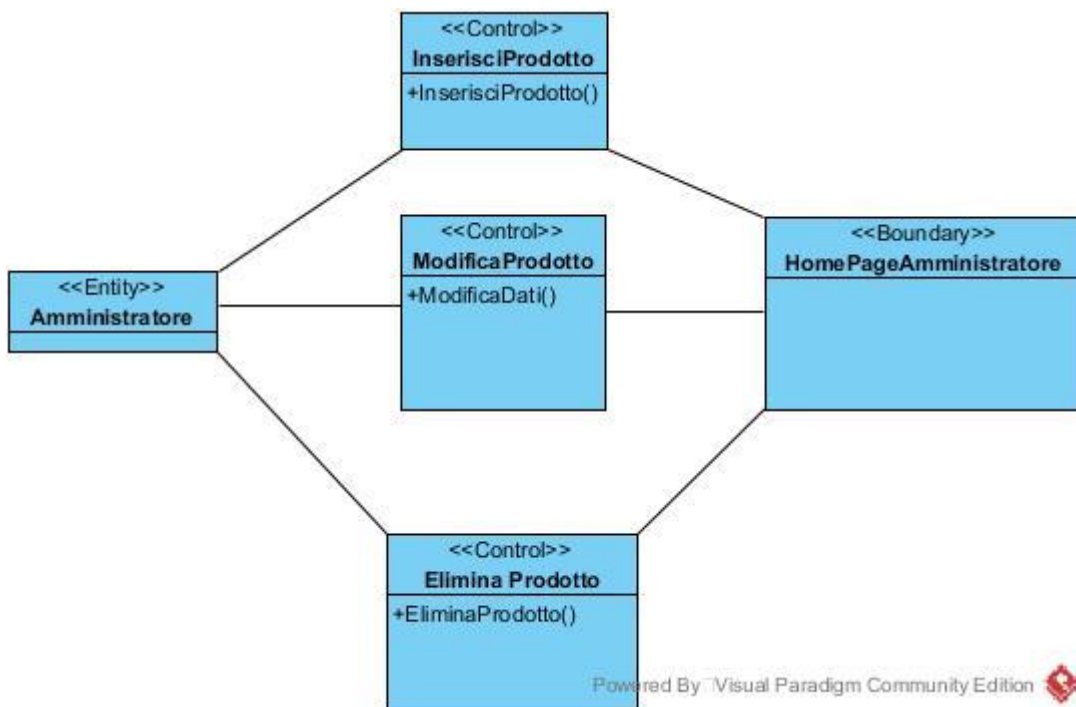 <<Control>>
InserisciProdotto
+InserisciProdotto()
<<Control>>
ModificaProdotto
+ModificaDati()
<<Boundary>>
HomePageAmministratore
<<Entity>>
Amministratore
<<Control>>
Elimina Prodotto
+EliminaProdotto()
Powered By Visual Paradigm Community Edition